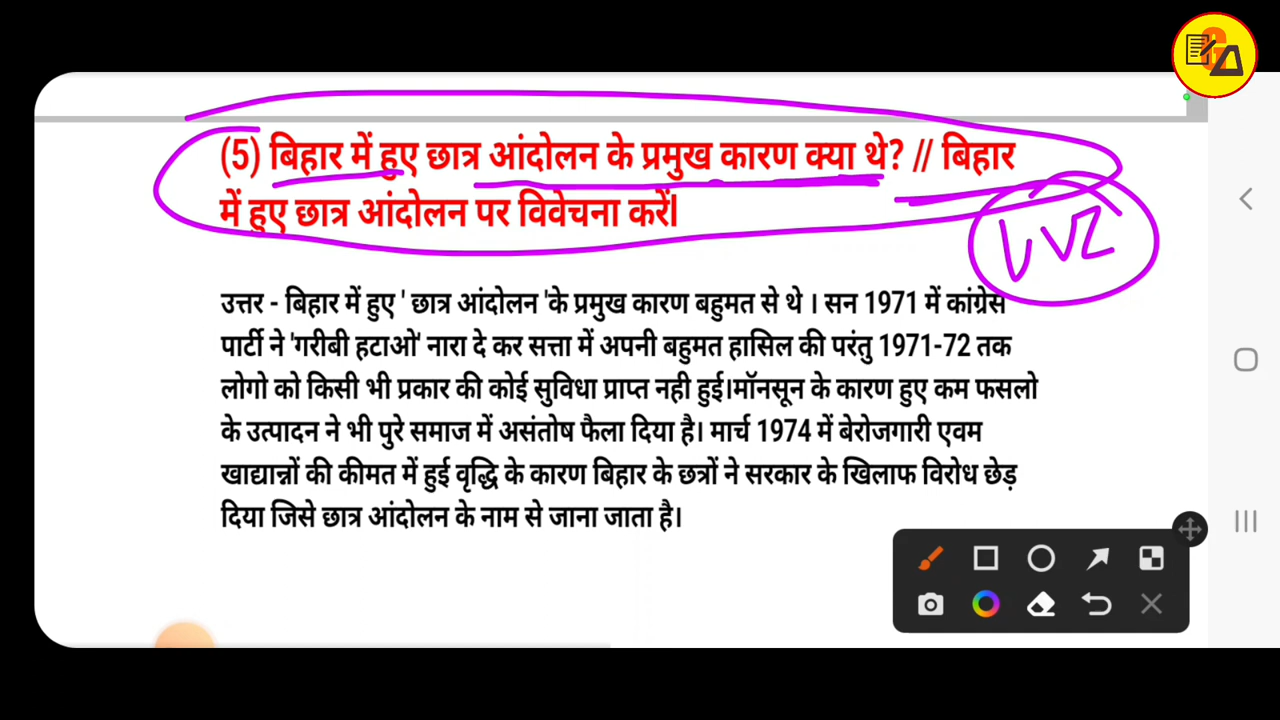 (5) बिहार में हुए छात्र आंदोलन के प्रमुख कारण क्या थे? // बिहार
में हुए छात्र आंदोलन पर विवेचना करें|
VVI
उत्तर - बिहार में हुए ' छात्र आंदोलन 'के प्रमुख कारण बहुमत से थे । सन 1971 में कांग्रेस
पार्टी ने 'गरीबी हटाओ' नारा दे कर सत्ता में अपनी बहुमत हासिल की परंतु 1971-72 तक
लोगो को किसी भी प्रकार की कोई सुविधा प्राप्त नही हुई।मॉनसून के कारण हुए कम फसलो
के उत्पादन ने भी पुरे समाज में असंतोष फैला दिया है। मार्च 1974 में बेरोजगारी एवम
खाद्यान्नों की कीमत में हुई वृद्धि के कारण बिहार के छत्रों ने सरकार के खिलाफ विरोध छेड़
दिया जिसे छात्र आंदोलन के नाम से जाना जाता है।